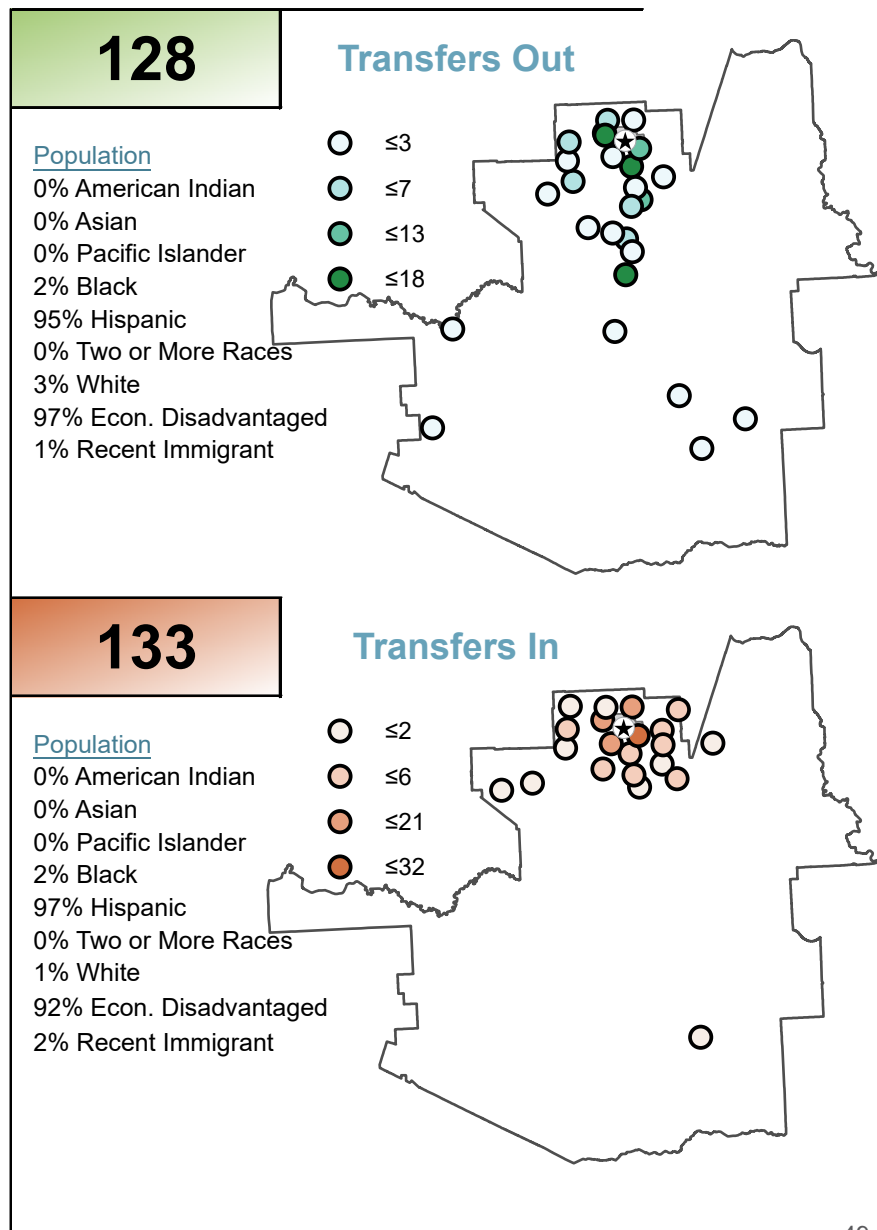 128
Transfers Out
Population
0% American Indian
0% Asian
0% Pacific Islander
2% Black
95% Hispanic
0% Two or More Races
3% White
97% Econ. Disadvantaged
1% Recent Immigrant
≤3
≤7
≤13
≤18
133
Transfers In
Population
0% American Indian
0% Asian
0% Pacific Islander
2% Black
97% Hispanic
0% Two or More Races
1% White
92% Econ. Disadvantaged
2% Recent Immigrant
≤2
≤6
≤21
≤32